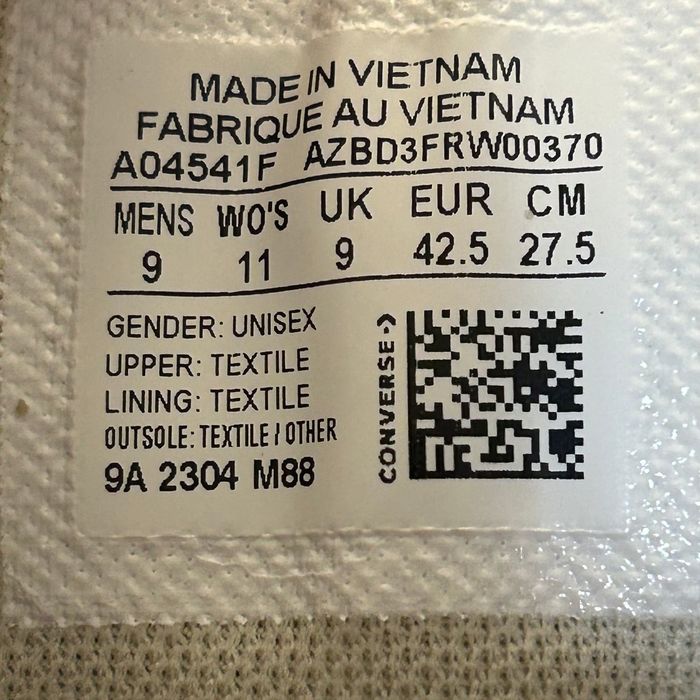 MADE IN VIETNAM
FABRIQUE AU VIETNAM
A04541F AZBD3FRW00370
MENS WO'S UK EUR CM
9 11 9 42.5 27.5
GENDER: UNISEX
UPPER: TEXTILE
LINING: TEXTILE
OUTSOLE: TEXTILE / OTHER
9A 2304 M88
CONVERSE